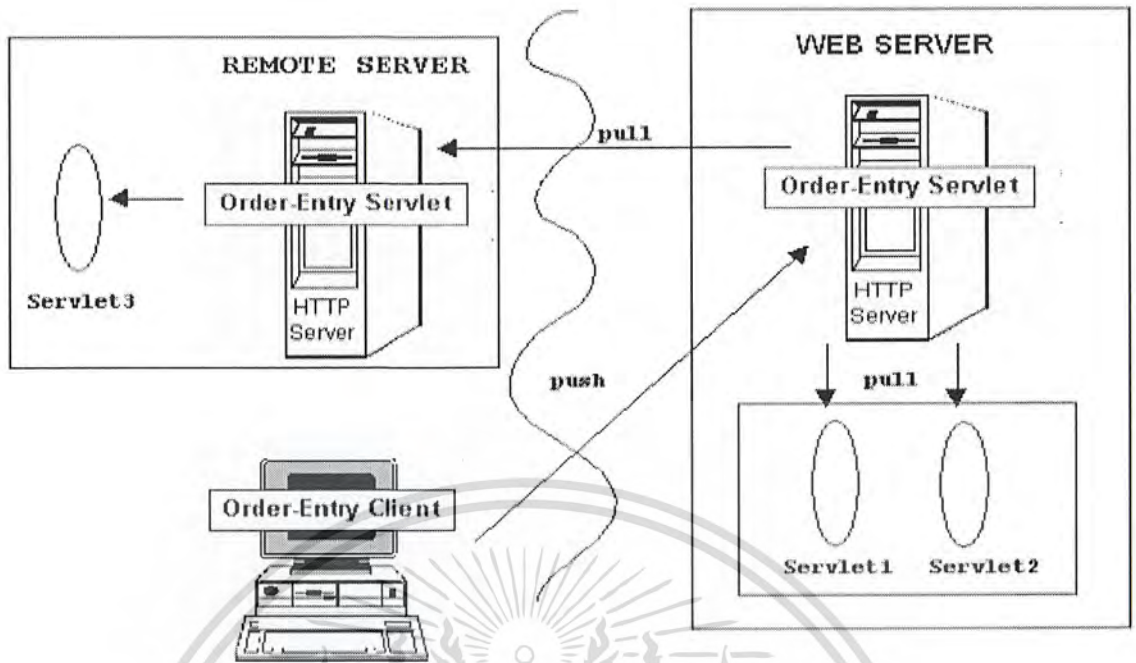 REMOTE SERVER
Order-Entry Servlet
Servlet3
HTTP
Server
pull
push
WEB SERVER
Order-Entry Servlet
HTTP
Server
pull
Servlet1 Servlet2
Order-Entry Client